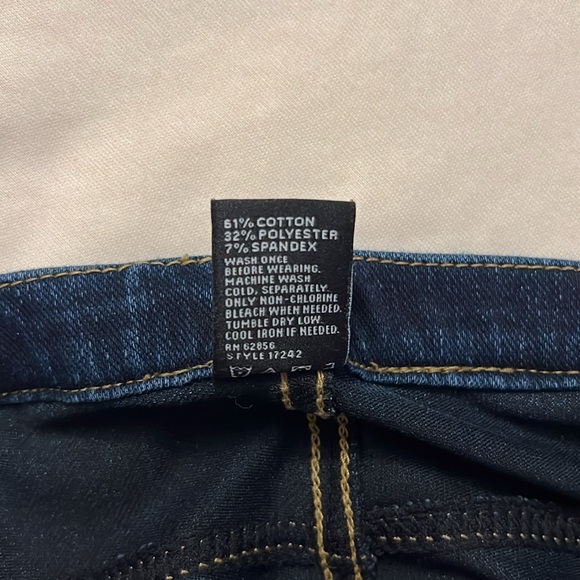 61% COTTON
32% POLYESTER
7% SPANDEX
WASH ONCE
BEFORE WEARING.
MACHINE WASH
COLD, SEPARATELY.
ONLY NON-CHLORINE
BLEACH WHEN NEEDED.
TUMBLE DRY LOW.
COOL IRON IF NEEDED.
RN 62856
STYLE 17242